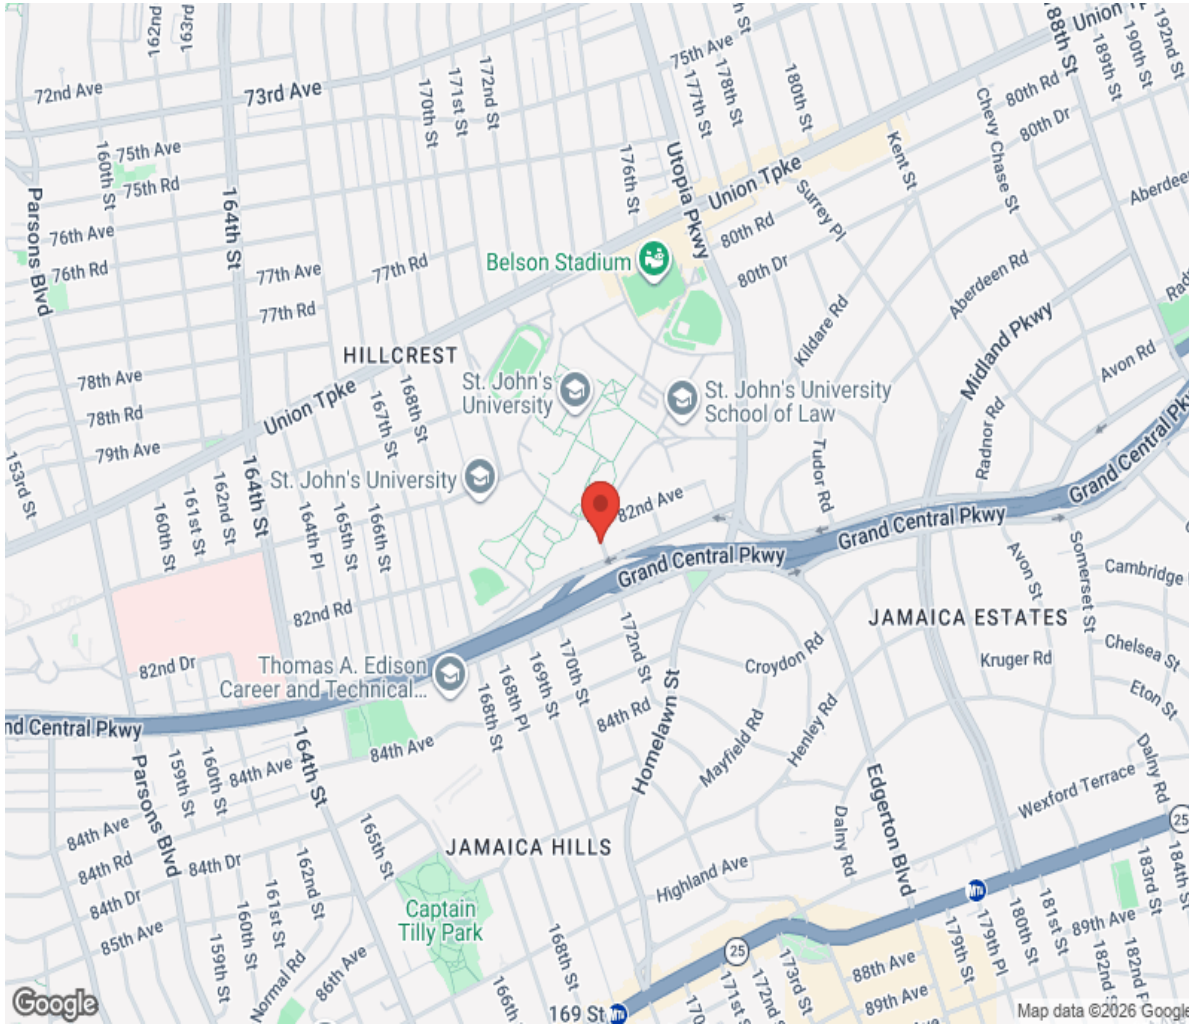 162nd
163rd
175th St
Union Tpke
188th St
189th St
190th St
192nd St
72nd Ave
73rd Ave
170th St
171st St
172nd St
75th Ave
177th St
178th St
180th St
80th Rd
80th Dr
Chevy Chase St
Kent St
75th Ave
75th Rd
160th St
164th St
Parsons Blvd
176th St
Utopia Pkwy
Union Tpke
Surrey Pl
Aberdeen
76th Ave
76th Rd
77th Ave
77th Rd
77th Rd
Belson Stadium
80th Rd
80th Dr
Aberdeen Rd
Kildare Rd
Midland Pkwy
HILLCREST
78th Ave
78th Rd
79th Ave
Union Tpke
168th St
167th St
St. John's
University
St. John's University
School of Law
Avon Rd
Radnor Rd
Tudor Rd
Grand Central Pkwy
153rd St
160th St
161st St
162nd St
164th St
164th Pl
165th St
166th St
St. John's University
82nd Ave
Grand Central Pkwy
Grand Central Pkwy
Avon St
Somerset St
Cambridge
82nd Rd
JAMAICA ESTATES
172nd St
Croydon Rd
Kruger Rd
Chelsea St
Eton St
82nd Dr
Thomas A. Edison
Career and Technical...
168th St
168th Pl
169th St
170th St
84th Rd
Homelawn St
Mayfield Rd
Henley Rd
nd Central Pkwy
84th Ave
84th Ave
159th St
160th St
164th St
Parsons Blvd
Edgerton Blvd
Dalny Rd
Wexford Terrace
Dalny Rd
25
84th Ave
84th Rd
84th Dr
84th Dr
85th Ave
165th St
162nd St
161st St
160th St
159th St
JAMAICA HILLS
Highland Ave
Captain
Tilly Park
Normal Rd
86th Ave
166th
168th St
169 St
25
171st S
172nd S
173rd St
88th Ave
89th Ave
179th St
179th Pl
180th St
181st St
89th Ave
182nd S
182nd P
183rd St
184th St
Google
Map data ©2026 Google